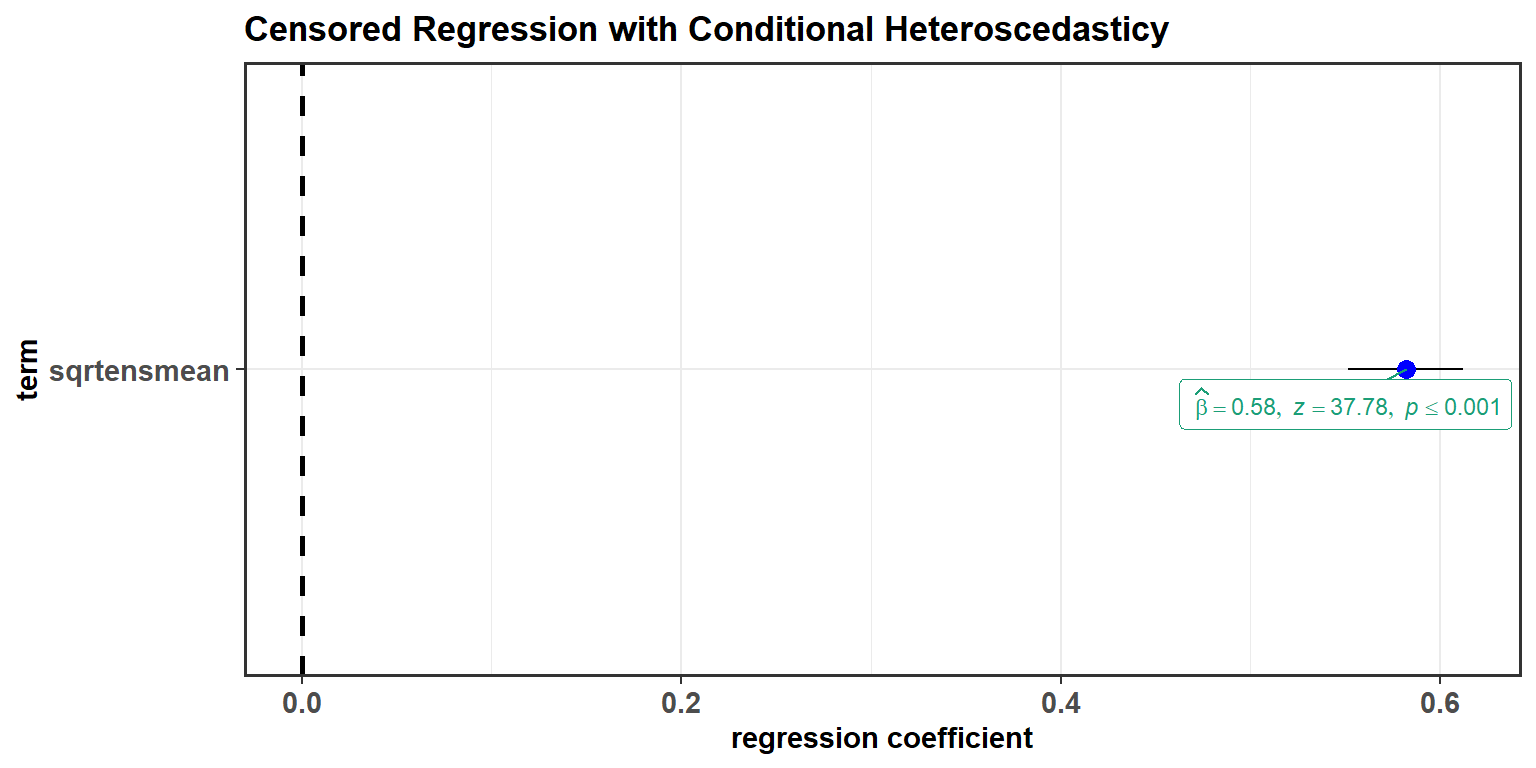 Censored Regression with Conditional Heteroscedasticy
term
sqrtensmean
β̂ = 0.58, z = 37.78, p ≤ 0.001
0.0 0.2 0.4 0.6
regression coefficient